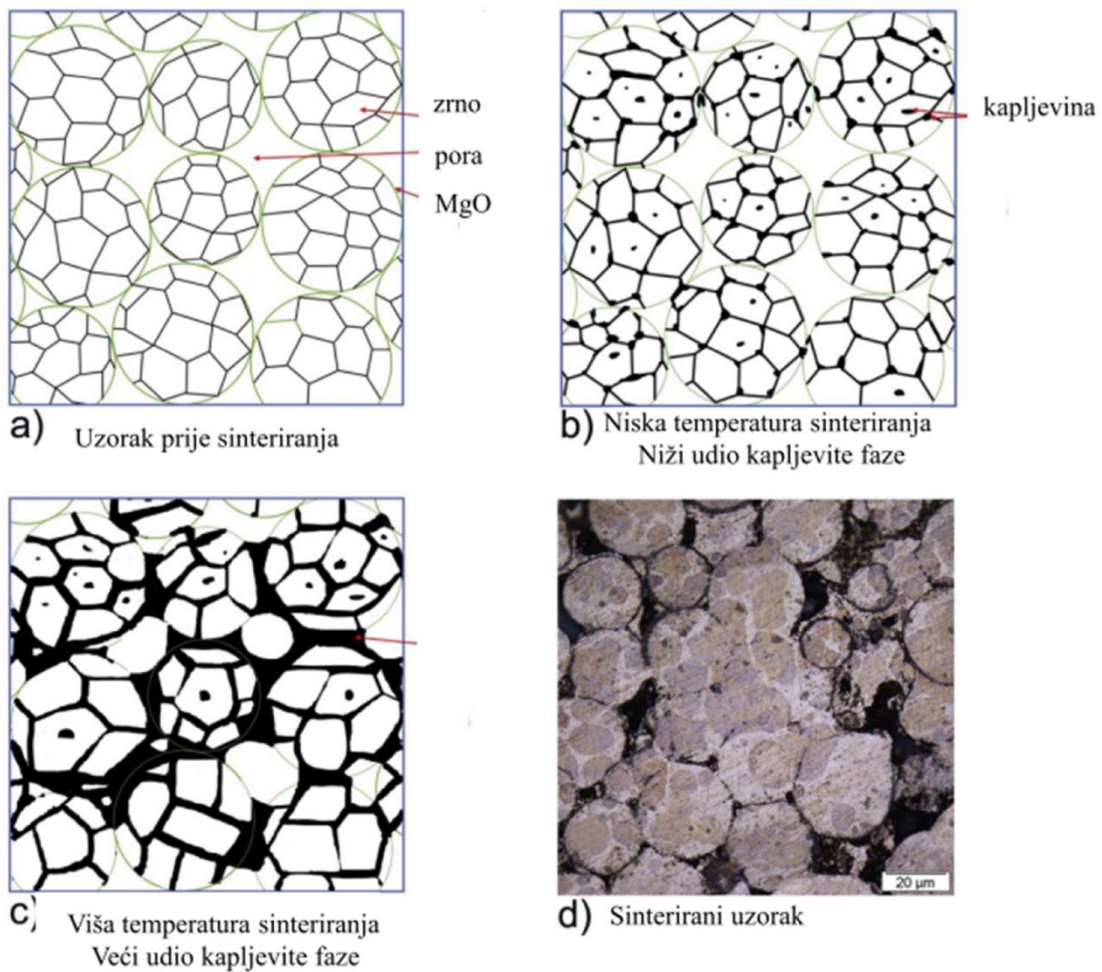 zrno
pora
MgO
kapljevina
a) Uzorak prije sinteriranja
b) Niska temperatura sinteriranja
Niži udio kapljevite faze
c) Viša temperatura sinteriranja
Veći udio kapljevite faze
20 µm
d) Sinterirani uzorak